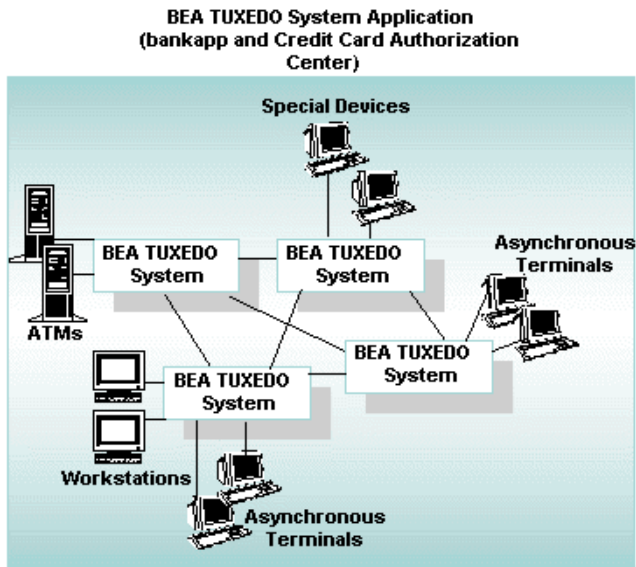 BEA TUXEDO System Application
(bankapp and Credit Card Authorization
Center)
Special Devices
BEA TUXEDO
System
BEA TUXEDO
System
Asynchronous
Terminals
ATMs
BEA TUXEDO
System
BEA TUXEDO
System
Workstations
Asynchronous
Terminals